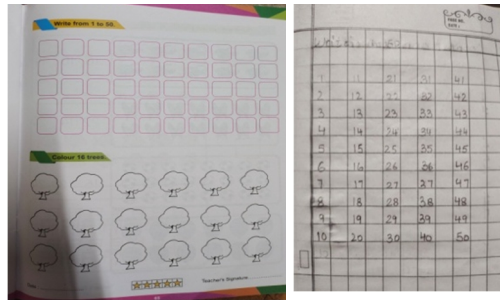 Write from 1 to 50.
Colour 16 trees.
Teacher's Signature
1 11 21 31 41
2 12 22 32 42
3 13 23 33 43
4 14 24 34 44
5 15 25 35 45
6 16 26 36 46
7 17 27 37 47
8 18 28 38 48
9 19 29 39 49
10 20 30 40 50